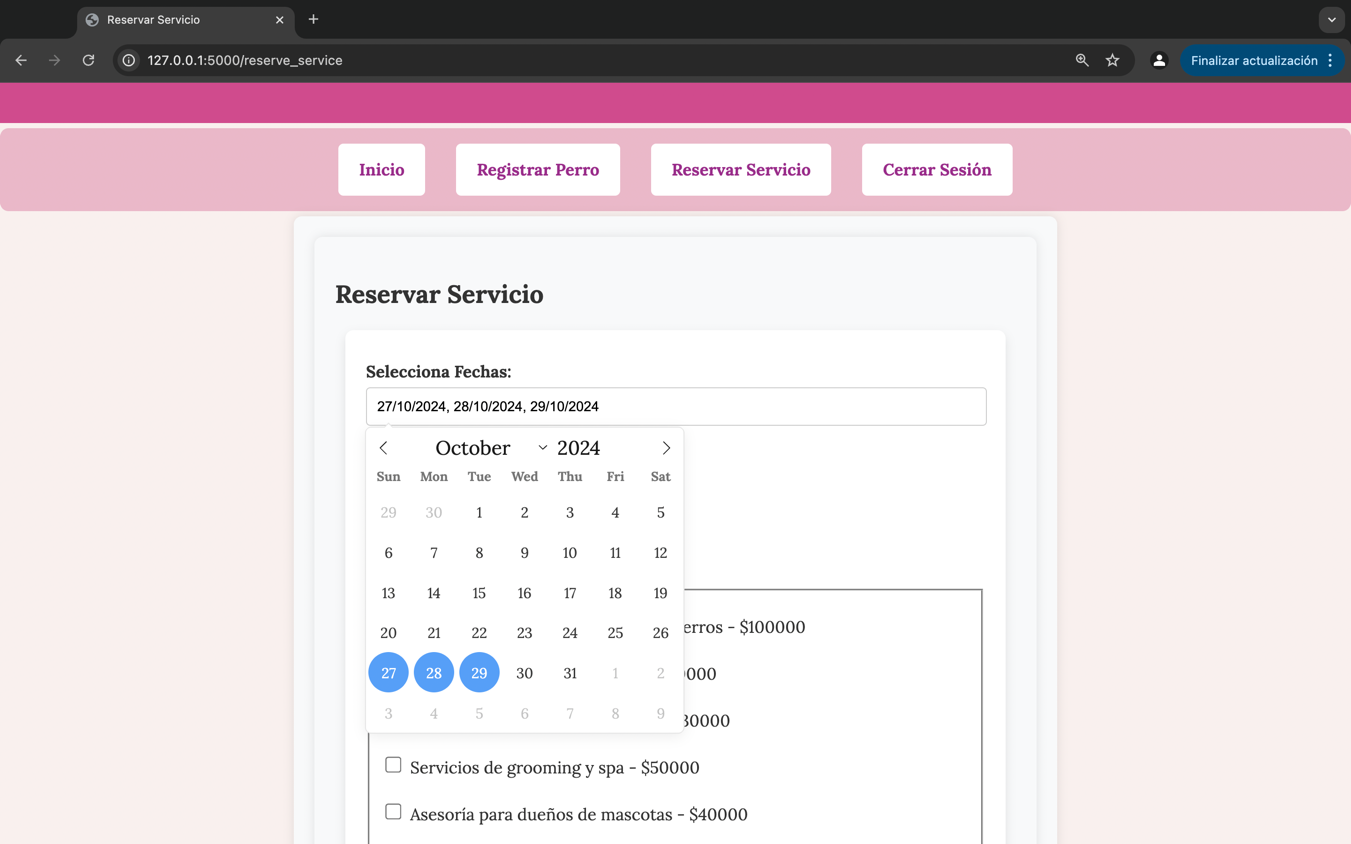 Reservar Servicio
127.0.0.1:5000/reserve_service
Finalizar actualización
Inicio Registrar Perro Reservar Servicio Cerrar Sesión
Reservar Servicio
Selecciona Fechas:
27/10/2024, 28/10/2024, 29/10/2024
October 2024
Sun Mon Tue Wed Thu Fri Sat
29 30 1 2 3 4 5
6 7 8 9 10 11 12
13 14 15 16 17 18 19
20 21 22 23 24 25 26
27 28 29 30 31 1 2
3 4 5 6 7 8 9
erros - $100000
000
30000
Servicios de grooming y spa - $50000
Asesoría para dueños de mascotas - $40000